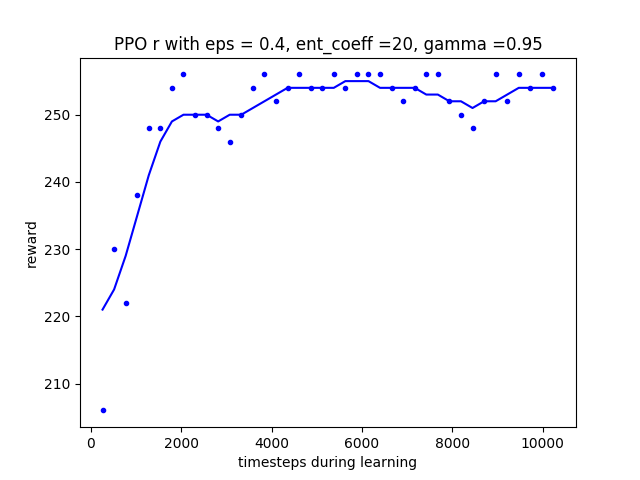 PPO r with eps = 0.4, ent_coeff =20, gamma =0.95
250
240
230
220
210
reward
0 2000 4000 6000 8000 10000
timesteps during learning